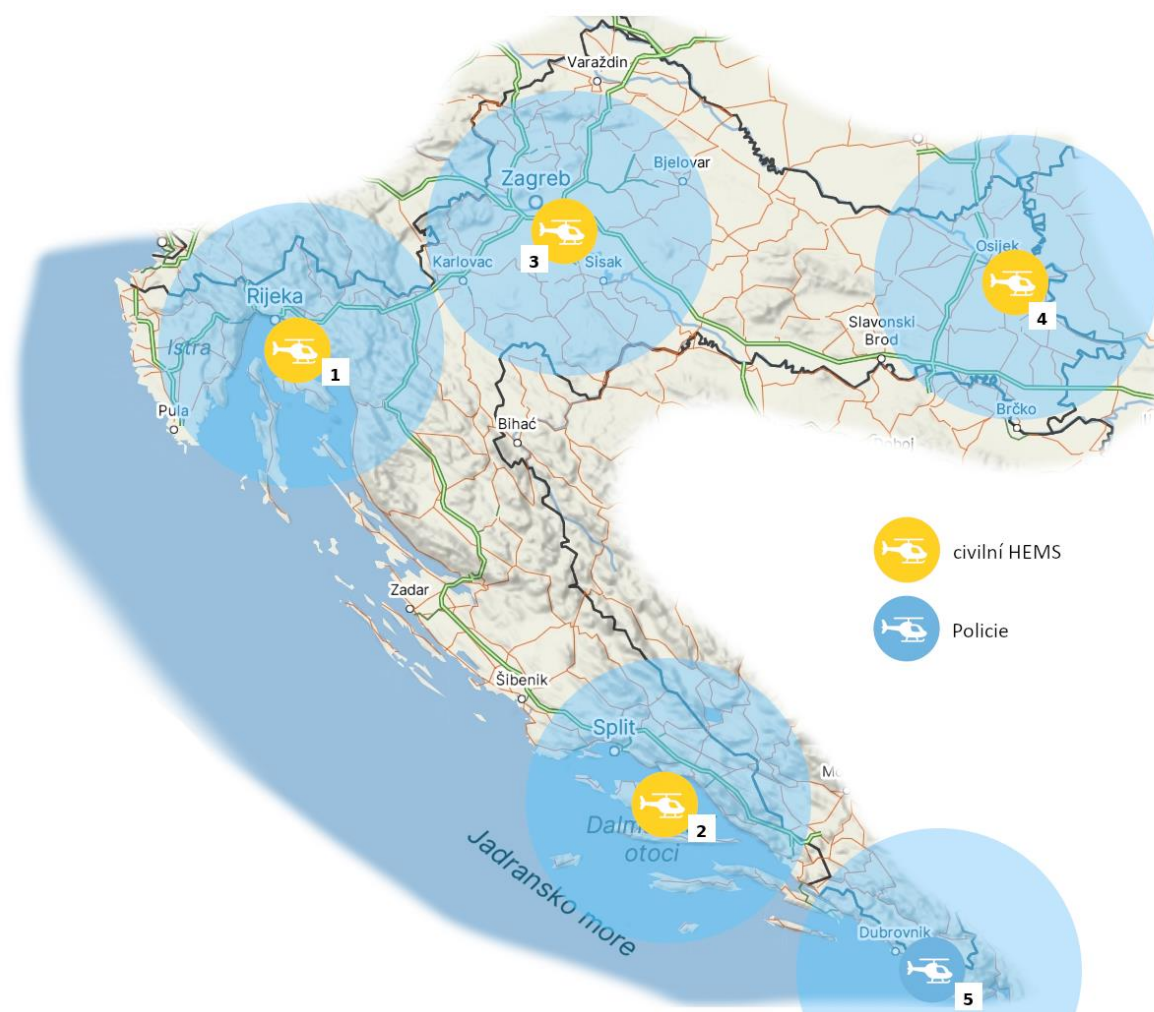 Varaždin
Bjelovar
Zagreb
3
Karlovac
Sisak
Osijek
4
Rijeka
Istra
1
Slavonski
Brod
Pula
Bihać
Brčko
civilní HEMS
Zadar
Policie
Šibenik
Split
2
otoci
Jadransko more
Dubrovnik
5